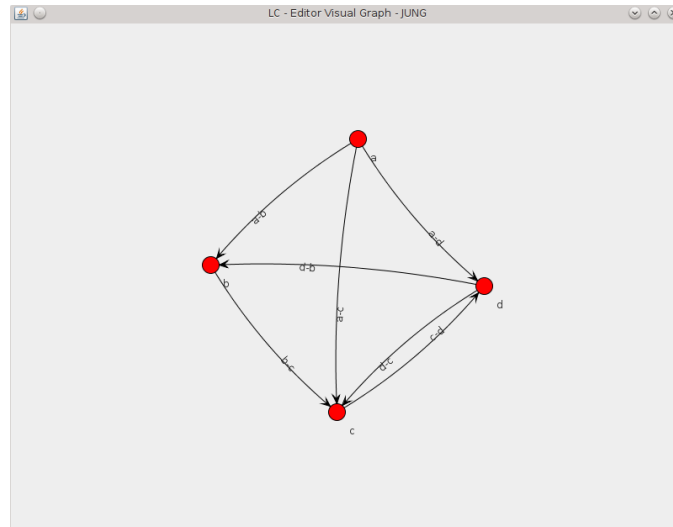 LC - Editor Visual Graph - JUNG
a
a-b
a-d
d-b
b
d
a-c
c-d
b-c
d-c
c